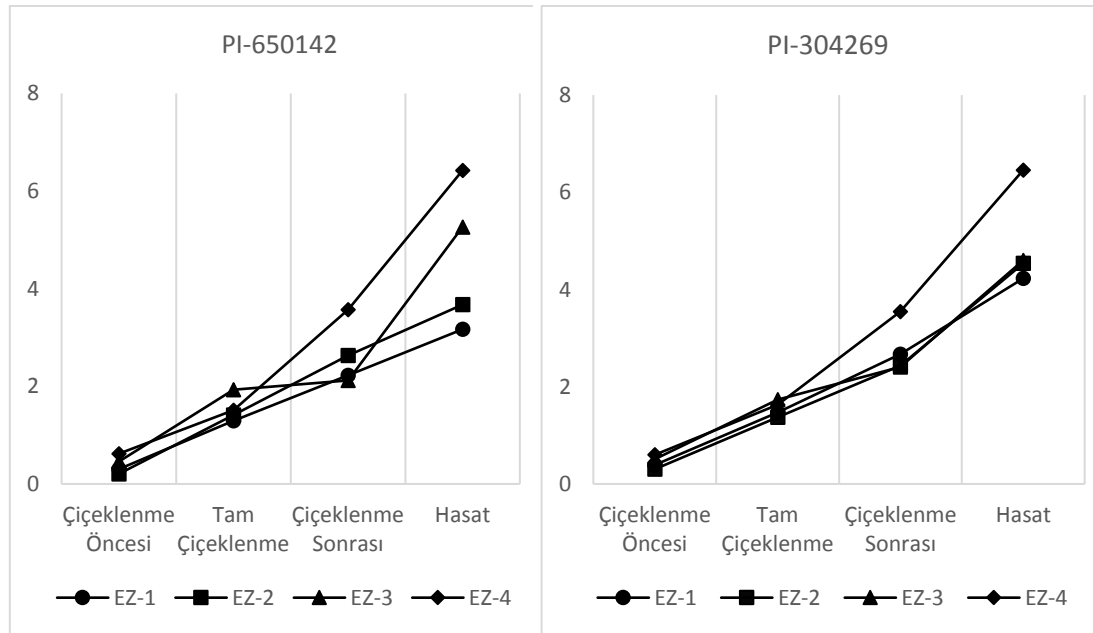 PI-650142
8
6
4
2
0
Çiçeklenme Öncesi
Tam Çiçeklenme
Çiçeklenme Sonrası
Hasat
EZ-1 EZ-2 EZ-3 EZ-4
PI-304269
8
6
4
2
0
Çiçeklenme Öncesi
Tam Çiçeklenme
Çiçeklenme Sonrası
Hasat
EZ-1 EZ-2 EZ-3 EZ-4